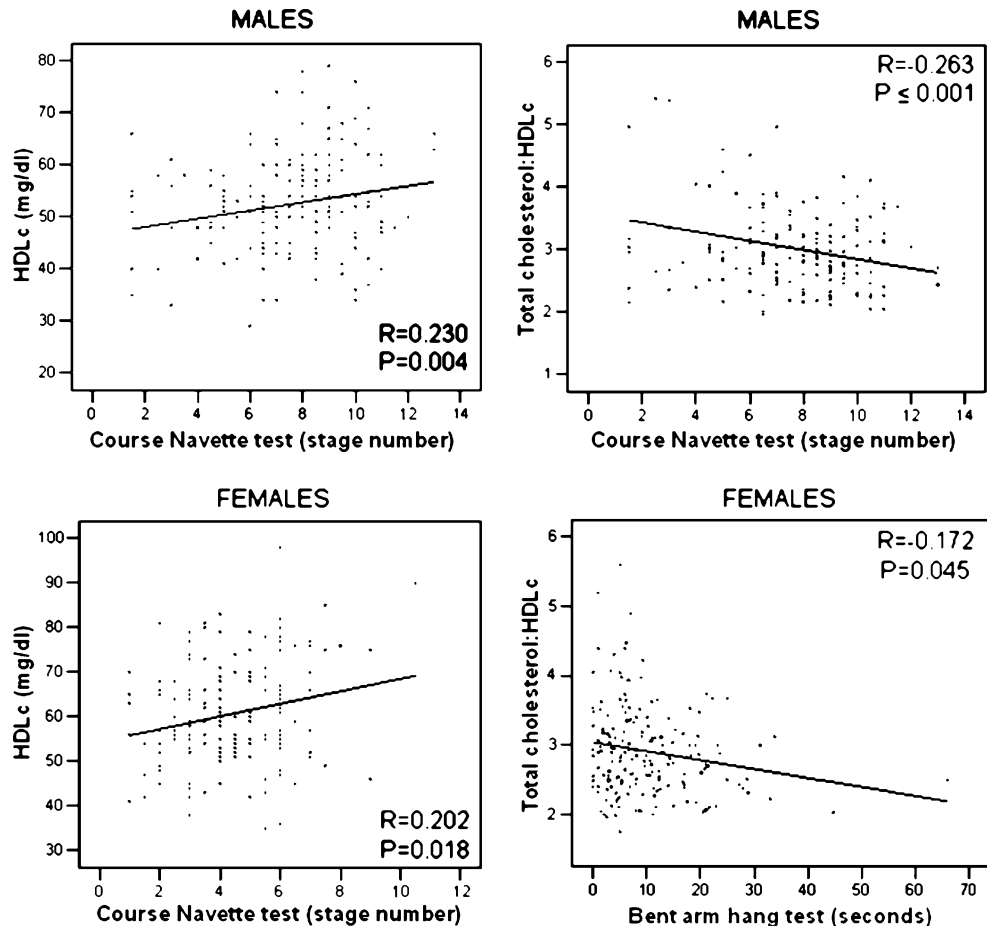 MALES
HDLc (mg/dl)
80
70
60
50
40
30
20
R=0.230
P=0.004
0 2 4 6 8 10 12 14
Course Navette test (stage number)
MALES
Total cholesterol:HDLc
6
5
4
3
2
1
R=-0.263
P ≤ 0.001
0 2 4 6 8 10 12 14
Course Navette test (stage number)
FEMALES
HDLc (mg/dl)
100
90
80
70
60
50
40
30
R=0.202
P=0.018
0 2 4 6 8 10 12
Course Navette test (stage number)
FEMALES
Total cholesterol:HDLc
6
5
4
3
2
R=-0.172
P=0.045
0 10 20 30 40 50 60 70
Bent arm hang test (seconds)